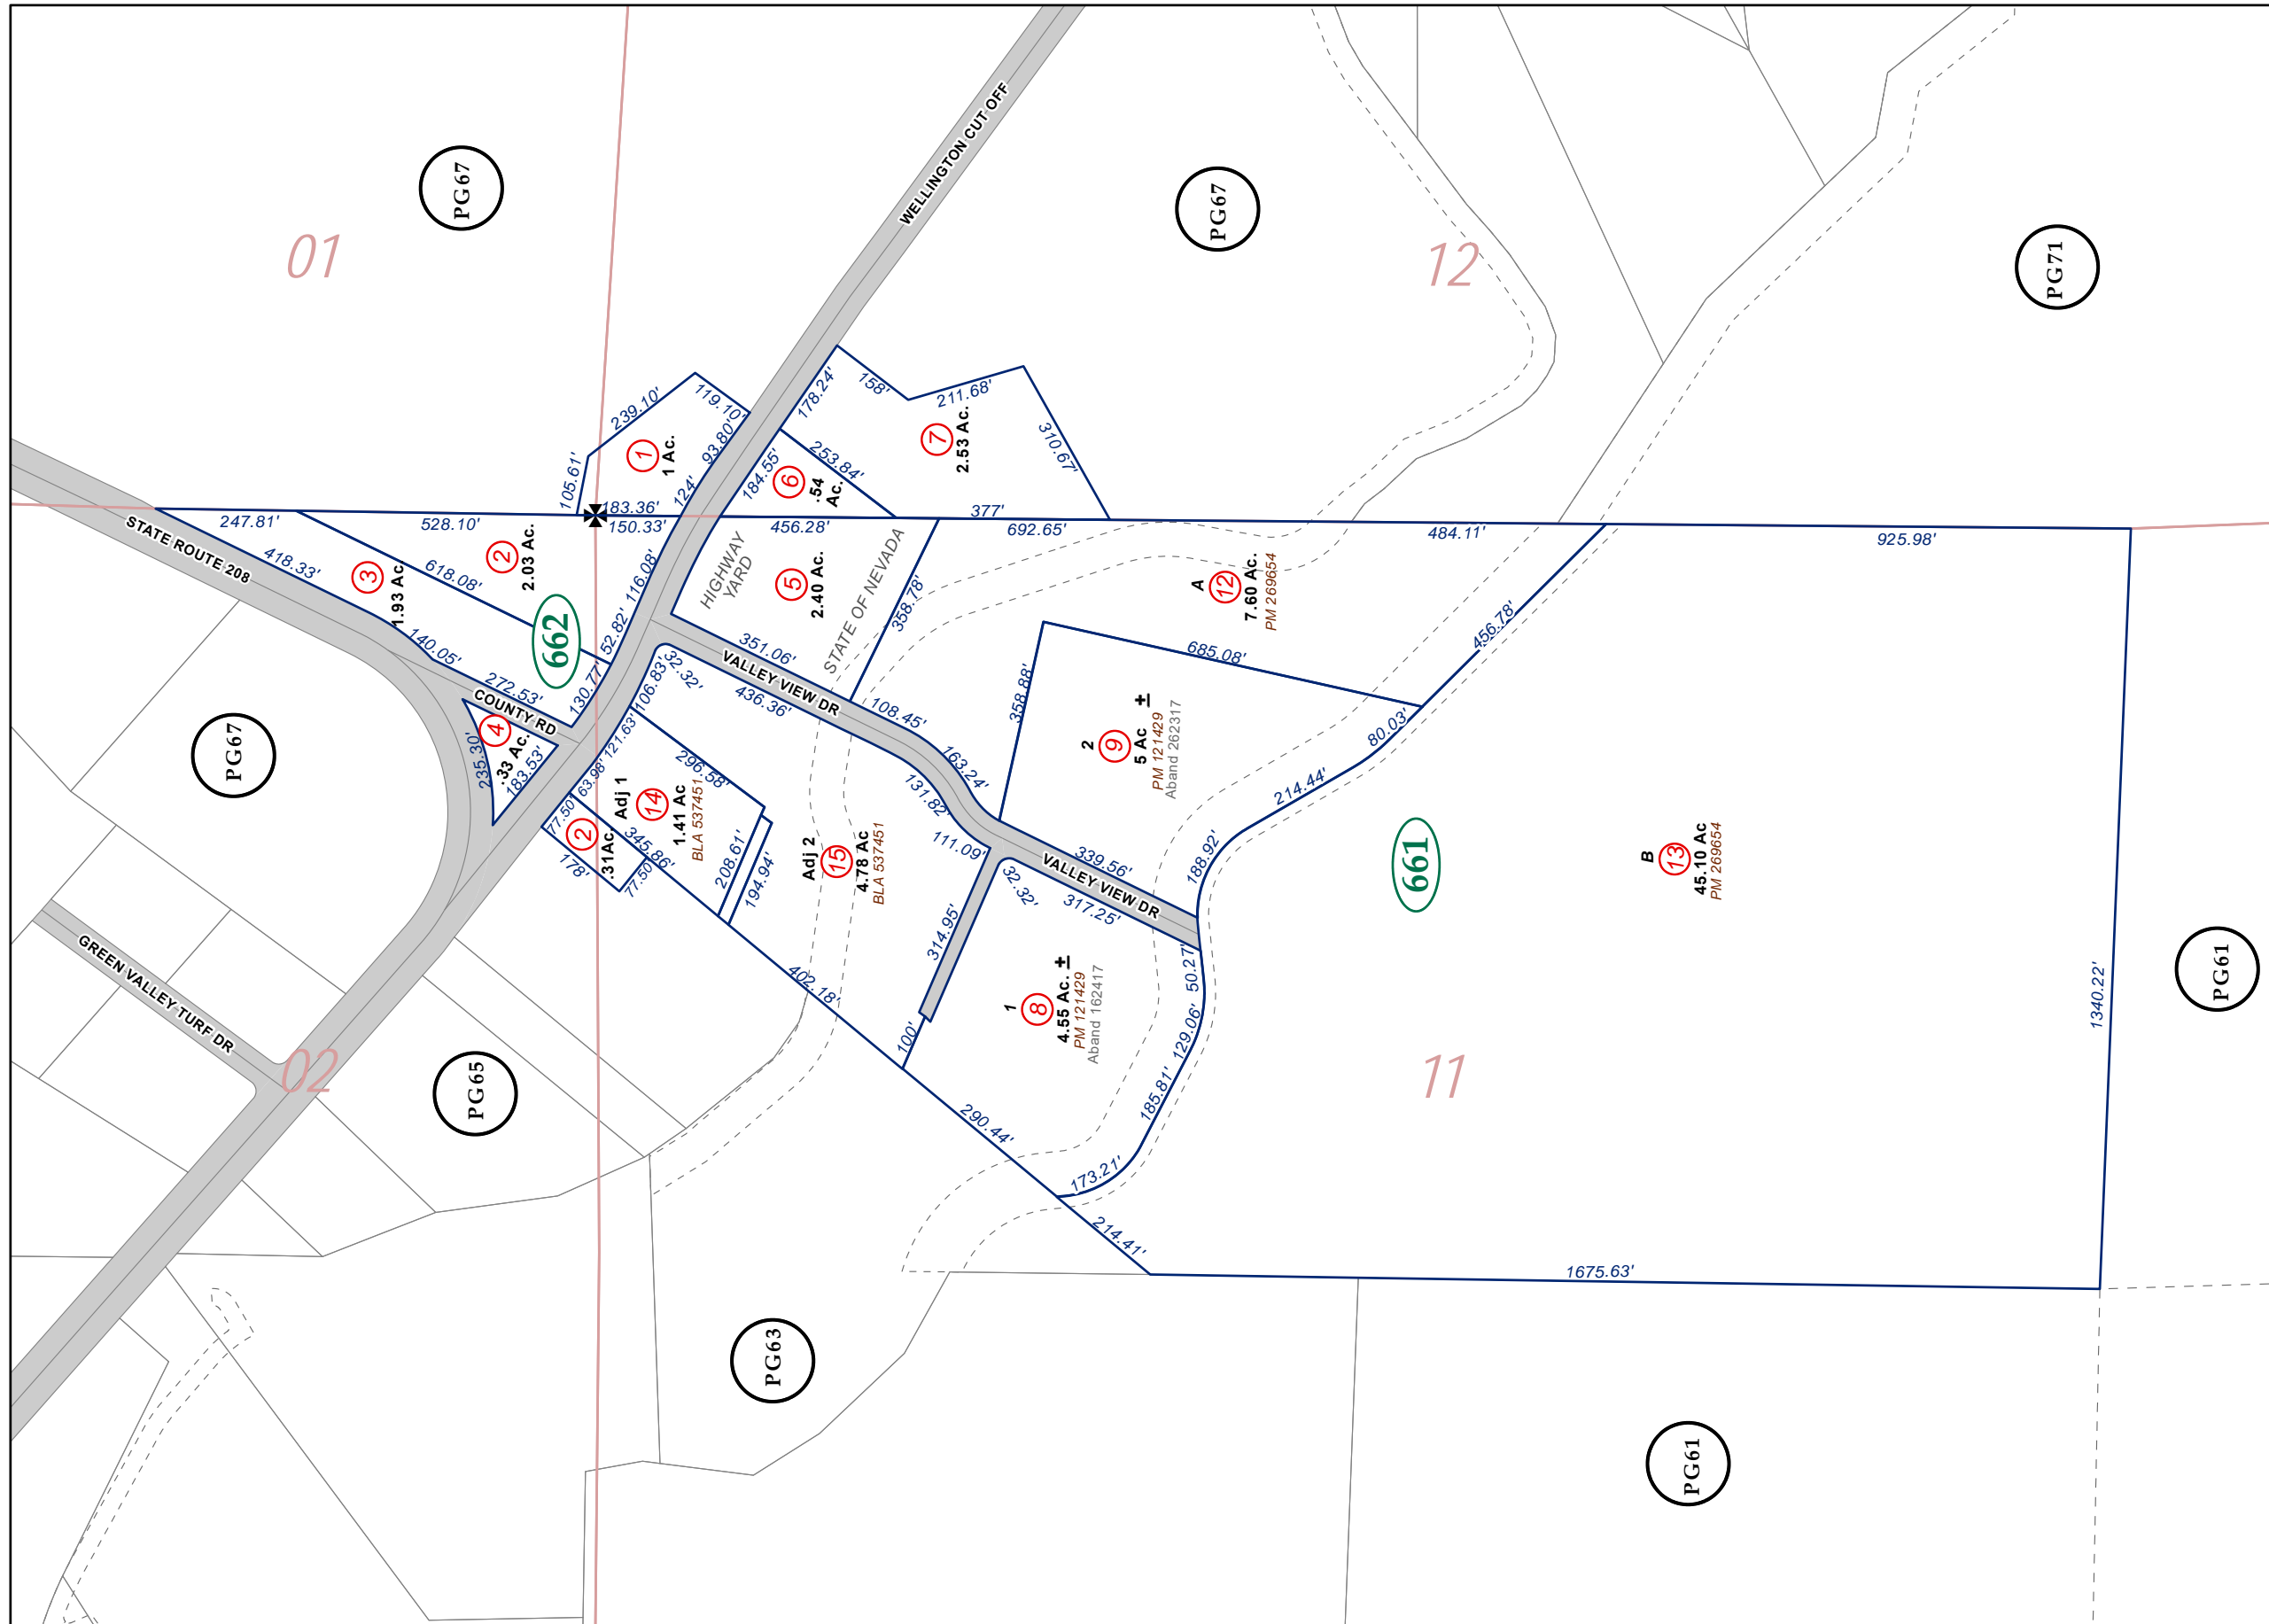 PG67
01
WELLINGTON CUT OFF
PG67
12
PG71
STATE ROUTE 208
247.81'
528.10'
418.33'
618.08'
3
1.93 Ac.
2
2.03 Ac.
140.05'
272.53'
COUNTY RD
662
130.77'
52.82'
116.08'
105.61'
239.10'
119.10'
1
1 Ac.
93.80'
124'
183.36'
150.33'
178.24'
158'
211.68'
7
2.53 Ac.
310.67'
253.84'
184.55'
6
.54
Ac.
456.28'
377'
692.65'
484.11'
925.98'
HIGHWAY
YARD
5
2.40 Ac.
STATE OF NEVADA
358.78'
351.06'
VALLEY VIEW DR
436.36'
108.45'
163.24'
131.82'
111.09'
32.32'
106.83'
121.63'
63.98'
77.50'
4
.33 Ac.
235.30'
183.53'
2
.31Ac.
178'
77.50'
Adj 1
14
1.41 Ac
BLA 537451
296.58'
345.86'
208.61'
194.94'
Adj 2
15
4.78 Ac
BLA 537451
402.18'
314.95'
100'
A
12
7.60 Ac.
PM 269654
358.88'
685.08'
456.78'
80.03'
2
9
5 Ac ±
PM 121429
Aband 262317
214.44'
188.92'
339.56'
VALLEY VIEW DR
317.25'
32.32'
50.27'
129.06'
185.81'
173.21'
1
8
4.55 Ac. ±
PM 121429
Aband 162417
290.44'
214.41'
661
B
13
45.10 Ac
PM 269654
11
1340.22'
1675.63'
PG67
GREEN VALLEY TURF DR
02
PG65
PG63
PG61
PG61